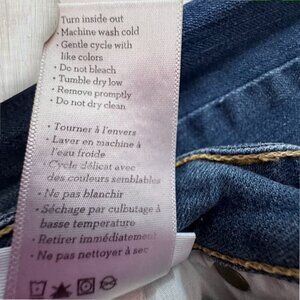 Turn inside out
· Machine wash cold
· Gentle cycle with
like colors
· Do not bleach
· Tumble dry low
· Remove promptly
· Do not dry clean
· Tourner à l'envers
· Laver en machine à
l'eau froide
· Cycle délicat avec
des couleurs semblables
· Ne pas blanchir
· Séchage par culbutage à
basse température
· Retirer immédiatement
· Ne pas nettoyer à sec